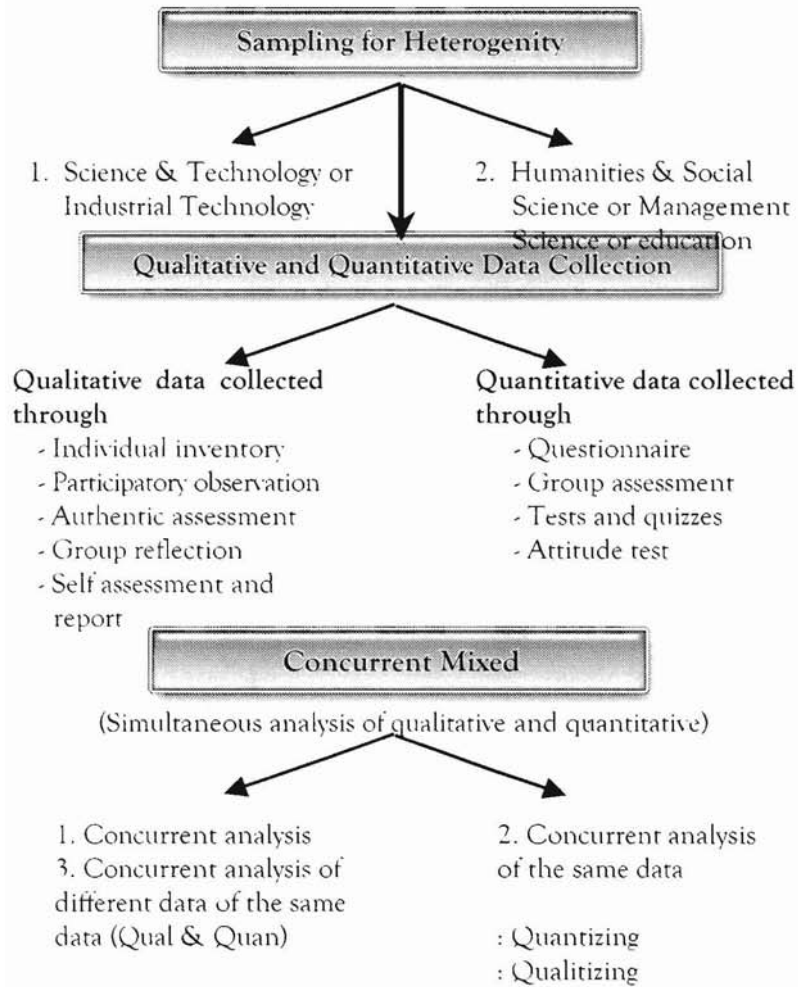 Sampling for Heterogenity
1. Science & Technology or
Industrial Technology
2. Humanities & Social
Science or Management
Science or education
Qualitative and Quantitative Data Collection
Qualitative data collected
through
- Individual inventory
- Participatory observation
- Authentic assessment
- Group reflection
- Self assessment and
report
Quantitative data collected
through
- Questionnaire
- Group assessment
- Tests and quizzes
- Attitude test
Concurrent Mixed
(Simultaneous analysis of qualitative and quantitative)
1. Concurrent analysis
3. Concurrent analysis of
different data of the same
data (Qual & Quan)
2. Concurrent analysis
of the same data
: Quantizing
: Qualitizing